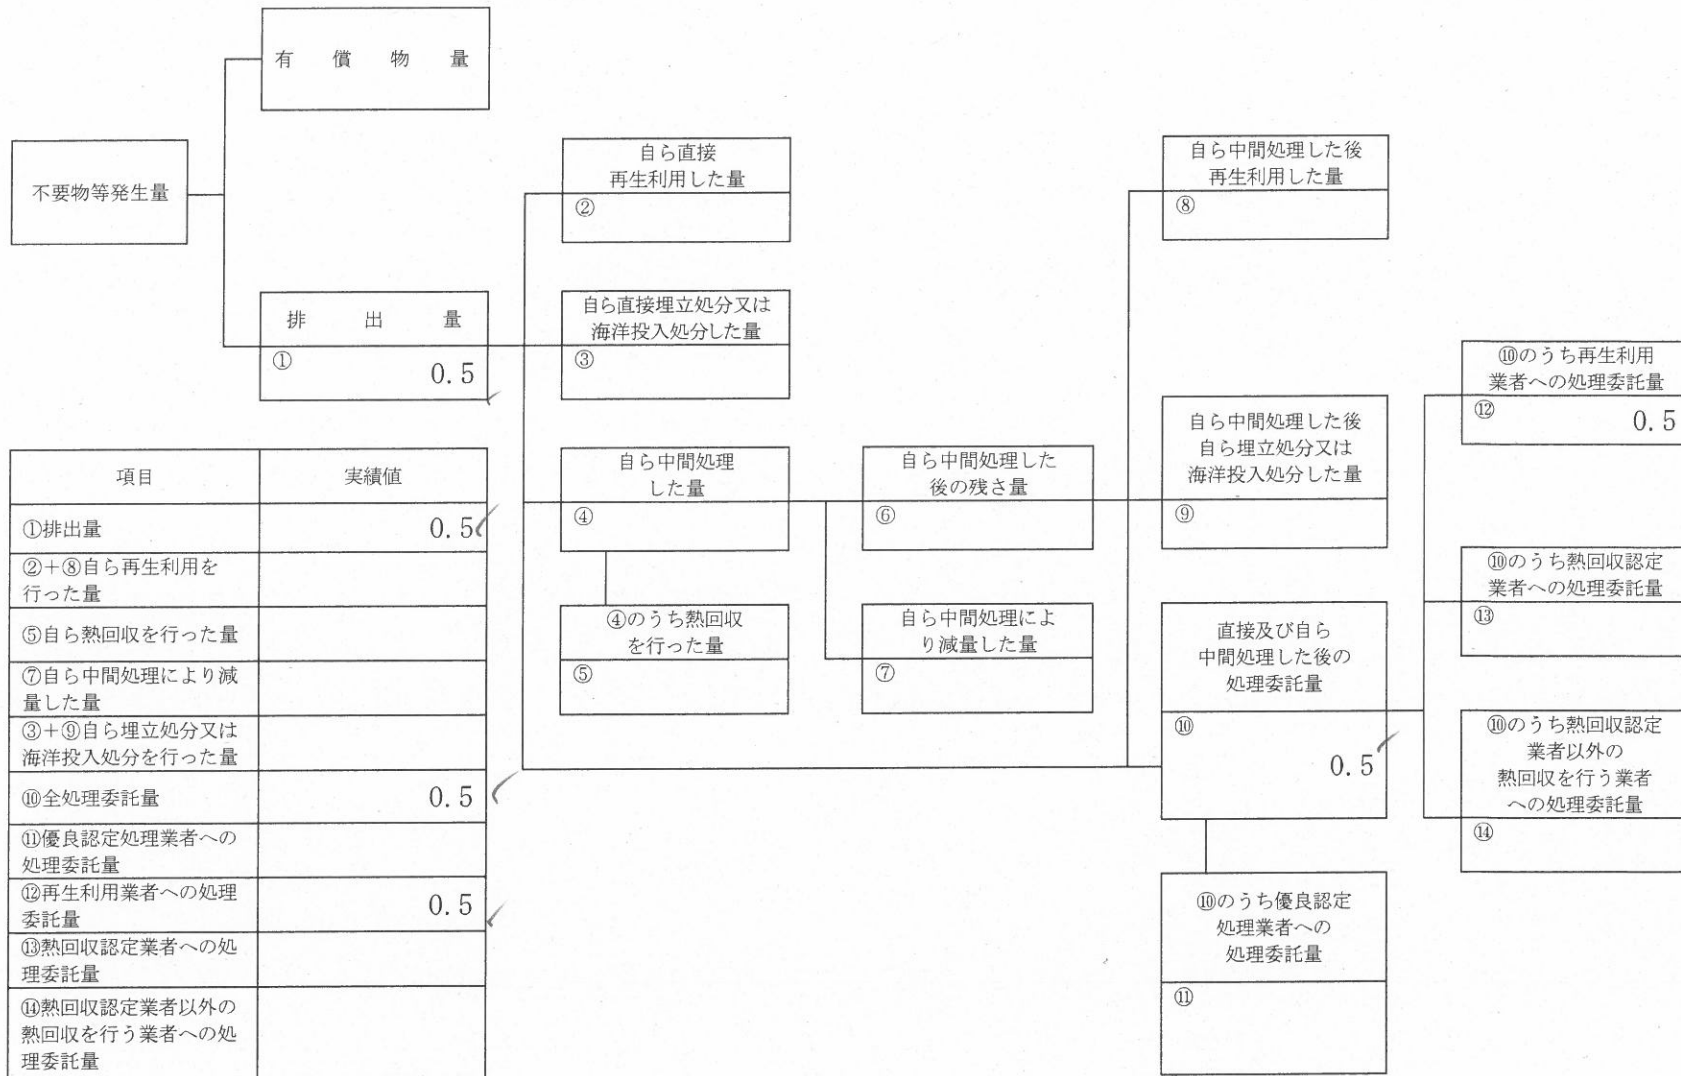 有償物量
不要物等発生量
排出量
①
0.5
自ら直接
再生利用した量
②
自ら直接埋立処分又は
海洋投入処分した量
③
自ら中間処理
した量
④
④のうち熱回収
を行った量
⑤
自ら中間処理した
後の残さ量
⑥
自ら中間処理によ
り減量した量
⑦
自ら中間処理した後
再生利用した量
⑧
自ら中間処理した後
自ら埋立処分又は
海洋投入処分した量
⑨
直接及び自ら
中間処理した後の
処理委託量
⑩
0.5
⑩のうち優良認定
処理業者への
処理委託量
⑪
⑩のうち再生利用
業者への処理委託量
⑫
0.5
⑩のうち熱回収認定
業者への処理委託量
⑬
⑩のうち熱回収認定
業者以外の
熱回収を行う業者
への処理委託量
⑭
項目 実績値
①排出量 0.5
②+⑧自ら再生利用を
行った量
⑤自ら熱回収を行った量
⑦自ら中間処理により減
量した量
③+⑨自ら埋立処分又は
海洋投入処分を行った量
⑩全処理委託量 0.5
⑪優良認定処理業者への
処理委託量
⑫再生利用業者への処理
委託量 0.5
⑬熱回収認定業者への処
理委託量
⑭熱回収認定業者以外の
熱回収を行う業者への処
理委託量